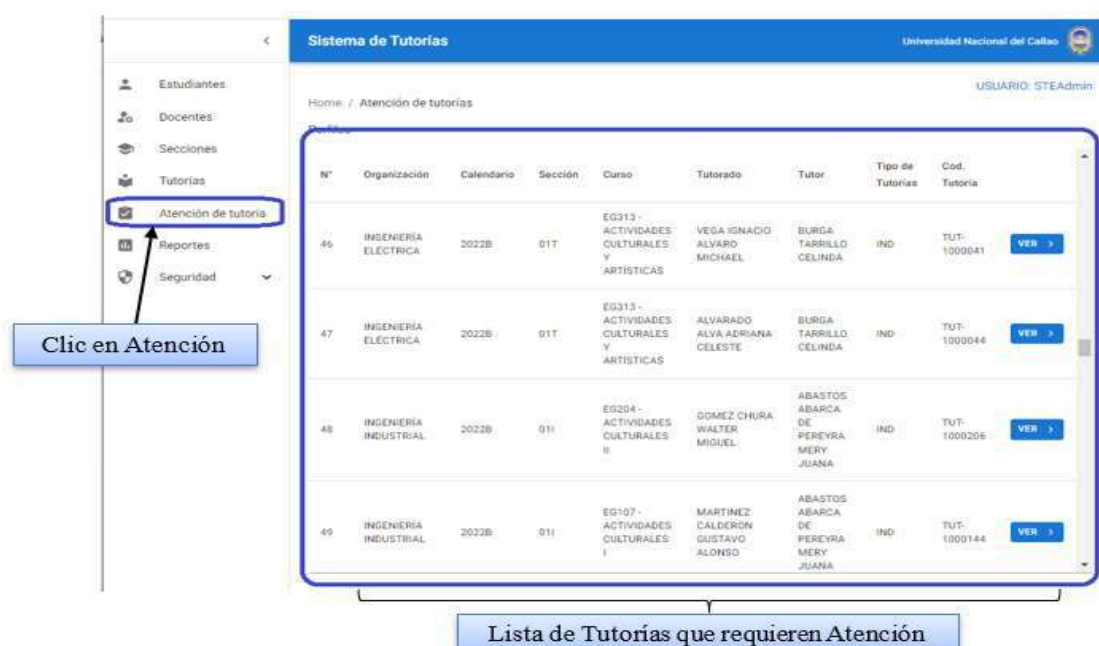 Sistema de Tutorías
Universidad Nacional del Callao
USUARIO: STEAdmin
Estudiantes
Docentes
Secciones
Tutorías
Atención de tutoría
Reportes
Seguridad
Clic en Atención
Home / Atención de tutorías
N° Organización Calendario Sección Curso Tutorado Tutor Tipo de Tutorías Cod. Tutoría
46 INGENIERÍA ELÉCTRICA 2022B 01T EG313 - ACTIVIDADES CULTURALES Y ARTÍSTICAS VEGA IGNACIO ALVARO MICHAEL BURGA TARRILLO CELINDA IND TUT-1000041 VER >
47 INGENIERÍA ELÉCTRICA 2022B 01T EG313 - ACTIVIDADES CULTURALES Y ARTÍSTICAS ALVARADO ALVA ADRIANA CELESTE BURGA TARRILLO CELINDA IND TUT-1000044 VER >
48 INGENIERÍA INDUSTRIAL 2022B 01I EG204 - ACTIVIDADES CULTURALES II GOMEZ CHURA WALTER MIGUEL ABASTOS ABARCA DE PEREYRA MERY JUANA IND TUT-1000206 VER >
49 INGENIERÍA INDUSTRIAL 2022B 01I EG107 - ACTIVIDADES CULTURALES I MARTINEZ CALDERON GUSTAVO ALONSO ABASTOS ABARCA DE PEREYRA MERY JUANA IND TUT-1000144 VER >
Lista de Tutorías que requieren Atención